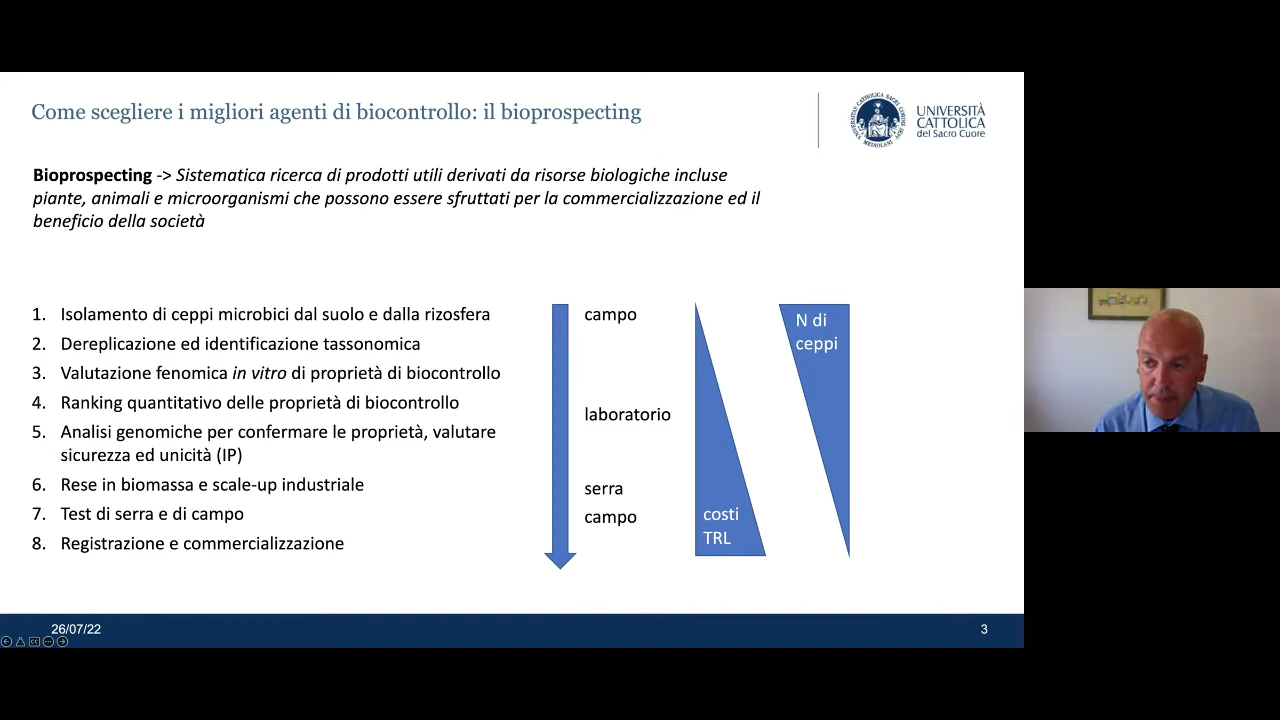 Come scegliere i migliori agenti di biocontrollo: il bioprospecting
UNIVERSITÀ
CATTOLICA
del Sacro Cuore
Bioprospecting -> Sistematica ricerca di prodotti utili derivati da risorse biologiche incluse
piante, animali e microorganismi che possono essere sfruttati per la commercializzazione ed il
beneficio della società
1. Isolamento di ceppi microbici dal suolo e dalla rizosfera
2. Dereplicazione ed identificazione tassonomica
3. Valutazione fenomica in vitro di proprietà di biocontrollo
4. Ranking quantitativo delle proprietà di biocontrollo
5. Analisi genomiche per confermare le proprietà, valutare
sicurezza ed unicità (IP)
6. Rese in biomassa e scale-up industriale
7. Test di serra e di campo
8. Registrazione e commercializzazione
campo
laboratorio
serra
campo
costi
TRL
N di
ceppi
26/07/22
3